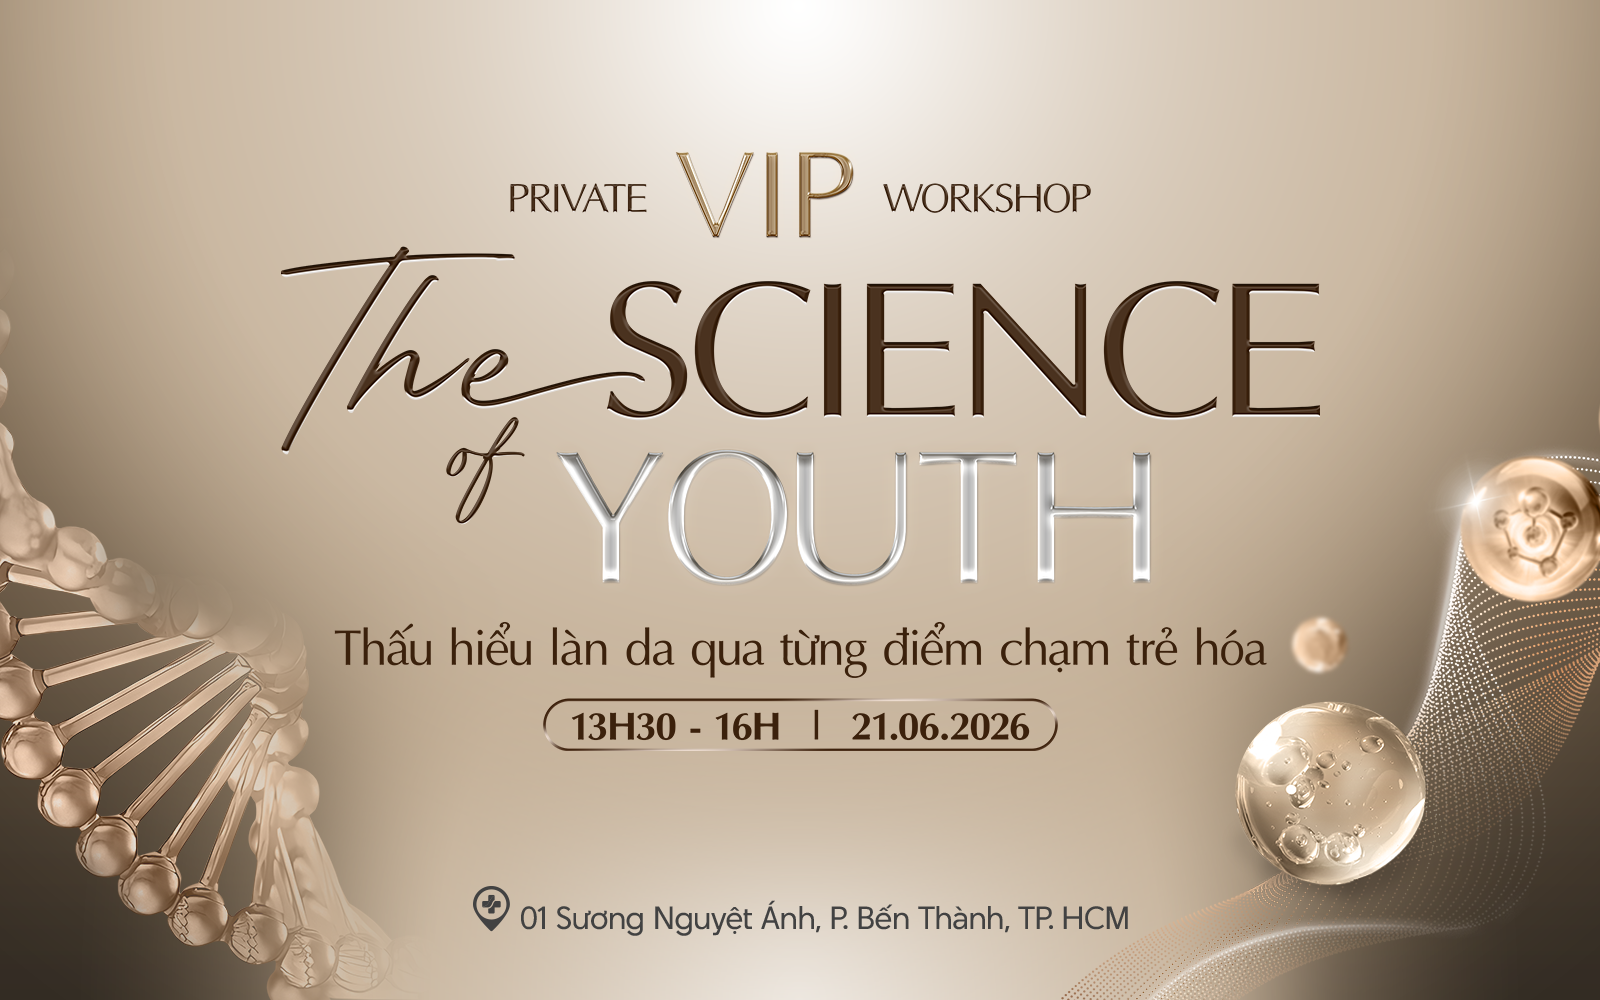 PRIVATE VIP WORKSHOP
The SCIENCE
of YOUTH
Thấu hiểu làn da qua từng điểm chạm trẻ hóa
13H30 - 16H | 21.06.2026
01 Sương Nguyệt Ánh, P. Bến Thành, TP. HCM